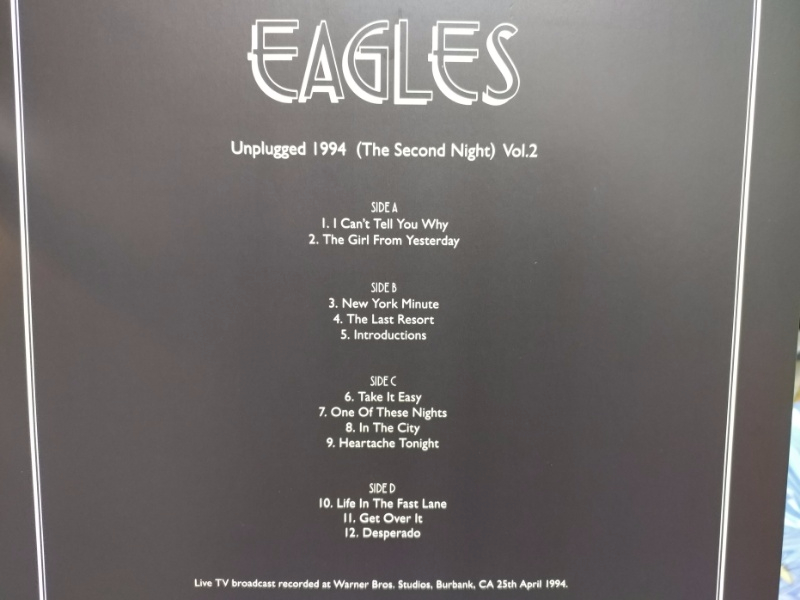 EAGLES
Unplugged 1994 (The Second Night) Vol.2
SIDE A
1. I Can't Tell You Why
2. The Girl From Yesterday
SIDE B
3. New York Minute
4. The Last Resort
5. Introductions
SIDE C
6. Take It Easy
7. One Of These Nights
8. In The City
9. Heartache Tonight
SIDE D
10. Life In The Fast Lane
11. Get Over It
12. Desperado
Live TV broadcast recorded at Warner Bros. Studios, Burbank, CA 25th April 1994.